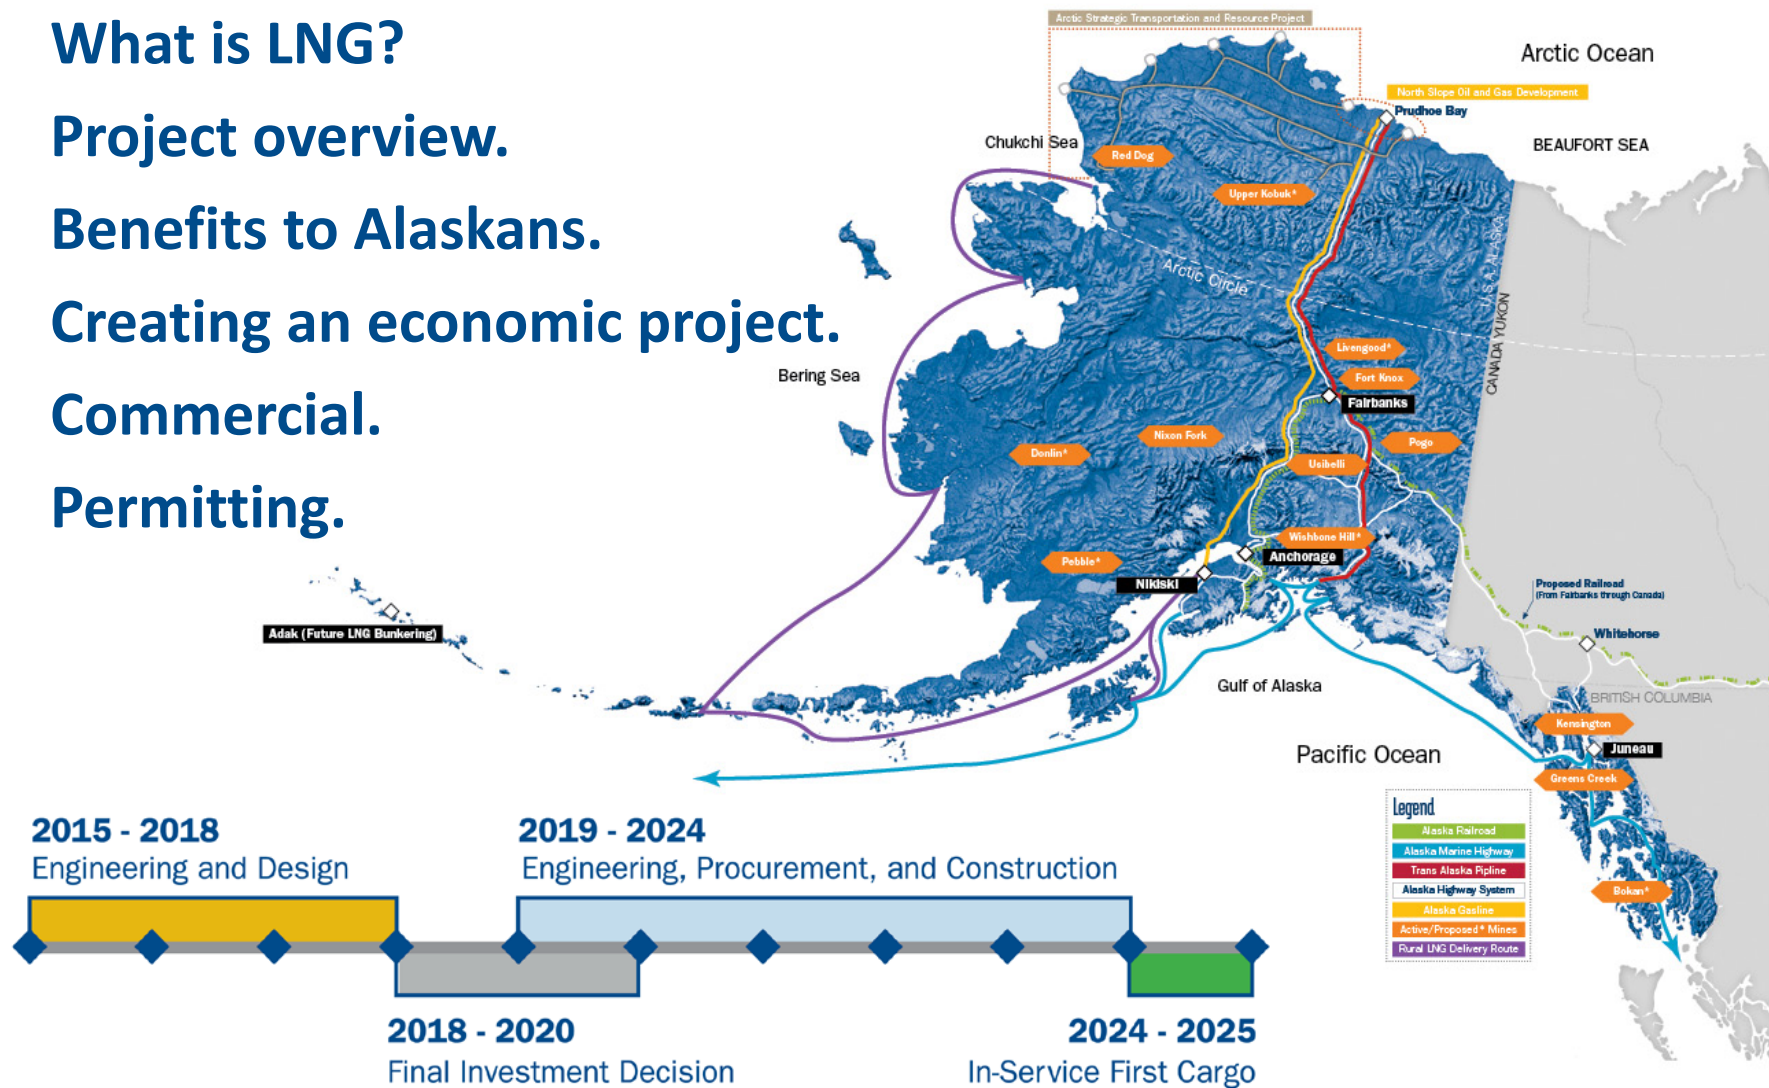 What is LNG?
Project overview.
Benefits to Alaskans.
Creating an economic project.
Commercial.
Permitting.
Arctic Strategic Transportation and Resource Project
Arctic Ocean
North Slope Oil and Gas Development
Prudhoe Bay
BEAUFORT SEA
Chukchi Sea
Red Dog
Upper Kobuk*
Arctic Circle
U.S.A. ALASKA
CANADA YUKON
Livengood*
Fort Knox
Fairbanks
Bering Sea
Nixon Fork
Donlin*
Pogo
Usibelli
Wishbone Hill*
Anchorage
Pebble*
Nikiski
Proposed Railroad
(From Fairbanks through Canada)
Adak (Future LNG Bunkering)
Whitehorse
Gulf of Alaska
BRITISH COLUMBIA
Kensington
Juneau
Pacific Ocean
Greens Creek
Bokan*
Legend
Alaska Railroad
Alaska Marine Highway
Trans Alaska Pipline
Alaska Highway System
Alaska Gasline
Active/Proposed* Mines
Rural LNG Delivery Route
2015 - 2018
Engineering and Design
2019 - 2024
Engineering, Procurement, and Construction
2018 - 2020
Final Investment Decision
2024 - 2025
In-Service First Cargo